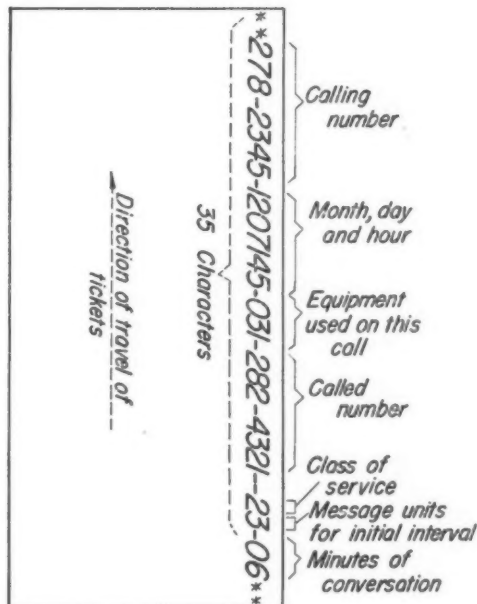 **278-2345-1207145-031-282-4321--23-06**
35 Characters
Direction of travel of
tickets
Calling
number
Month, day
and hour
Equipment
used on this
call
Called
number
Class of
service
Message units
for initial interval
Minutes of
conversation